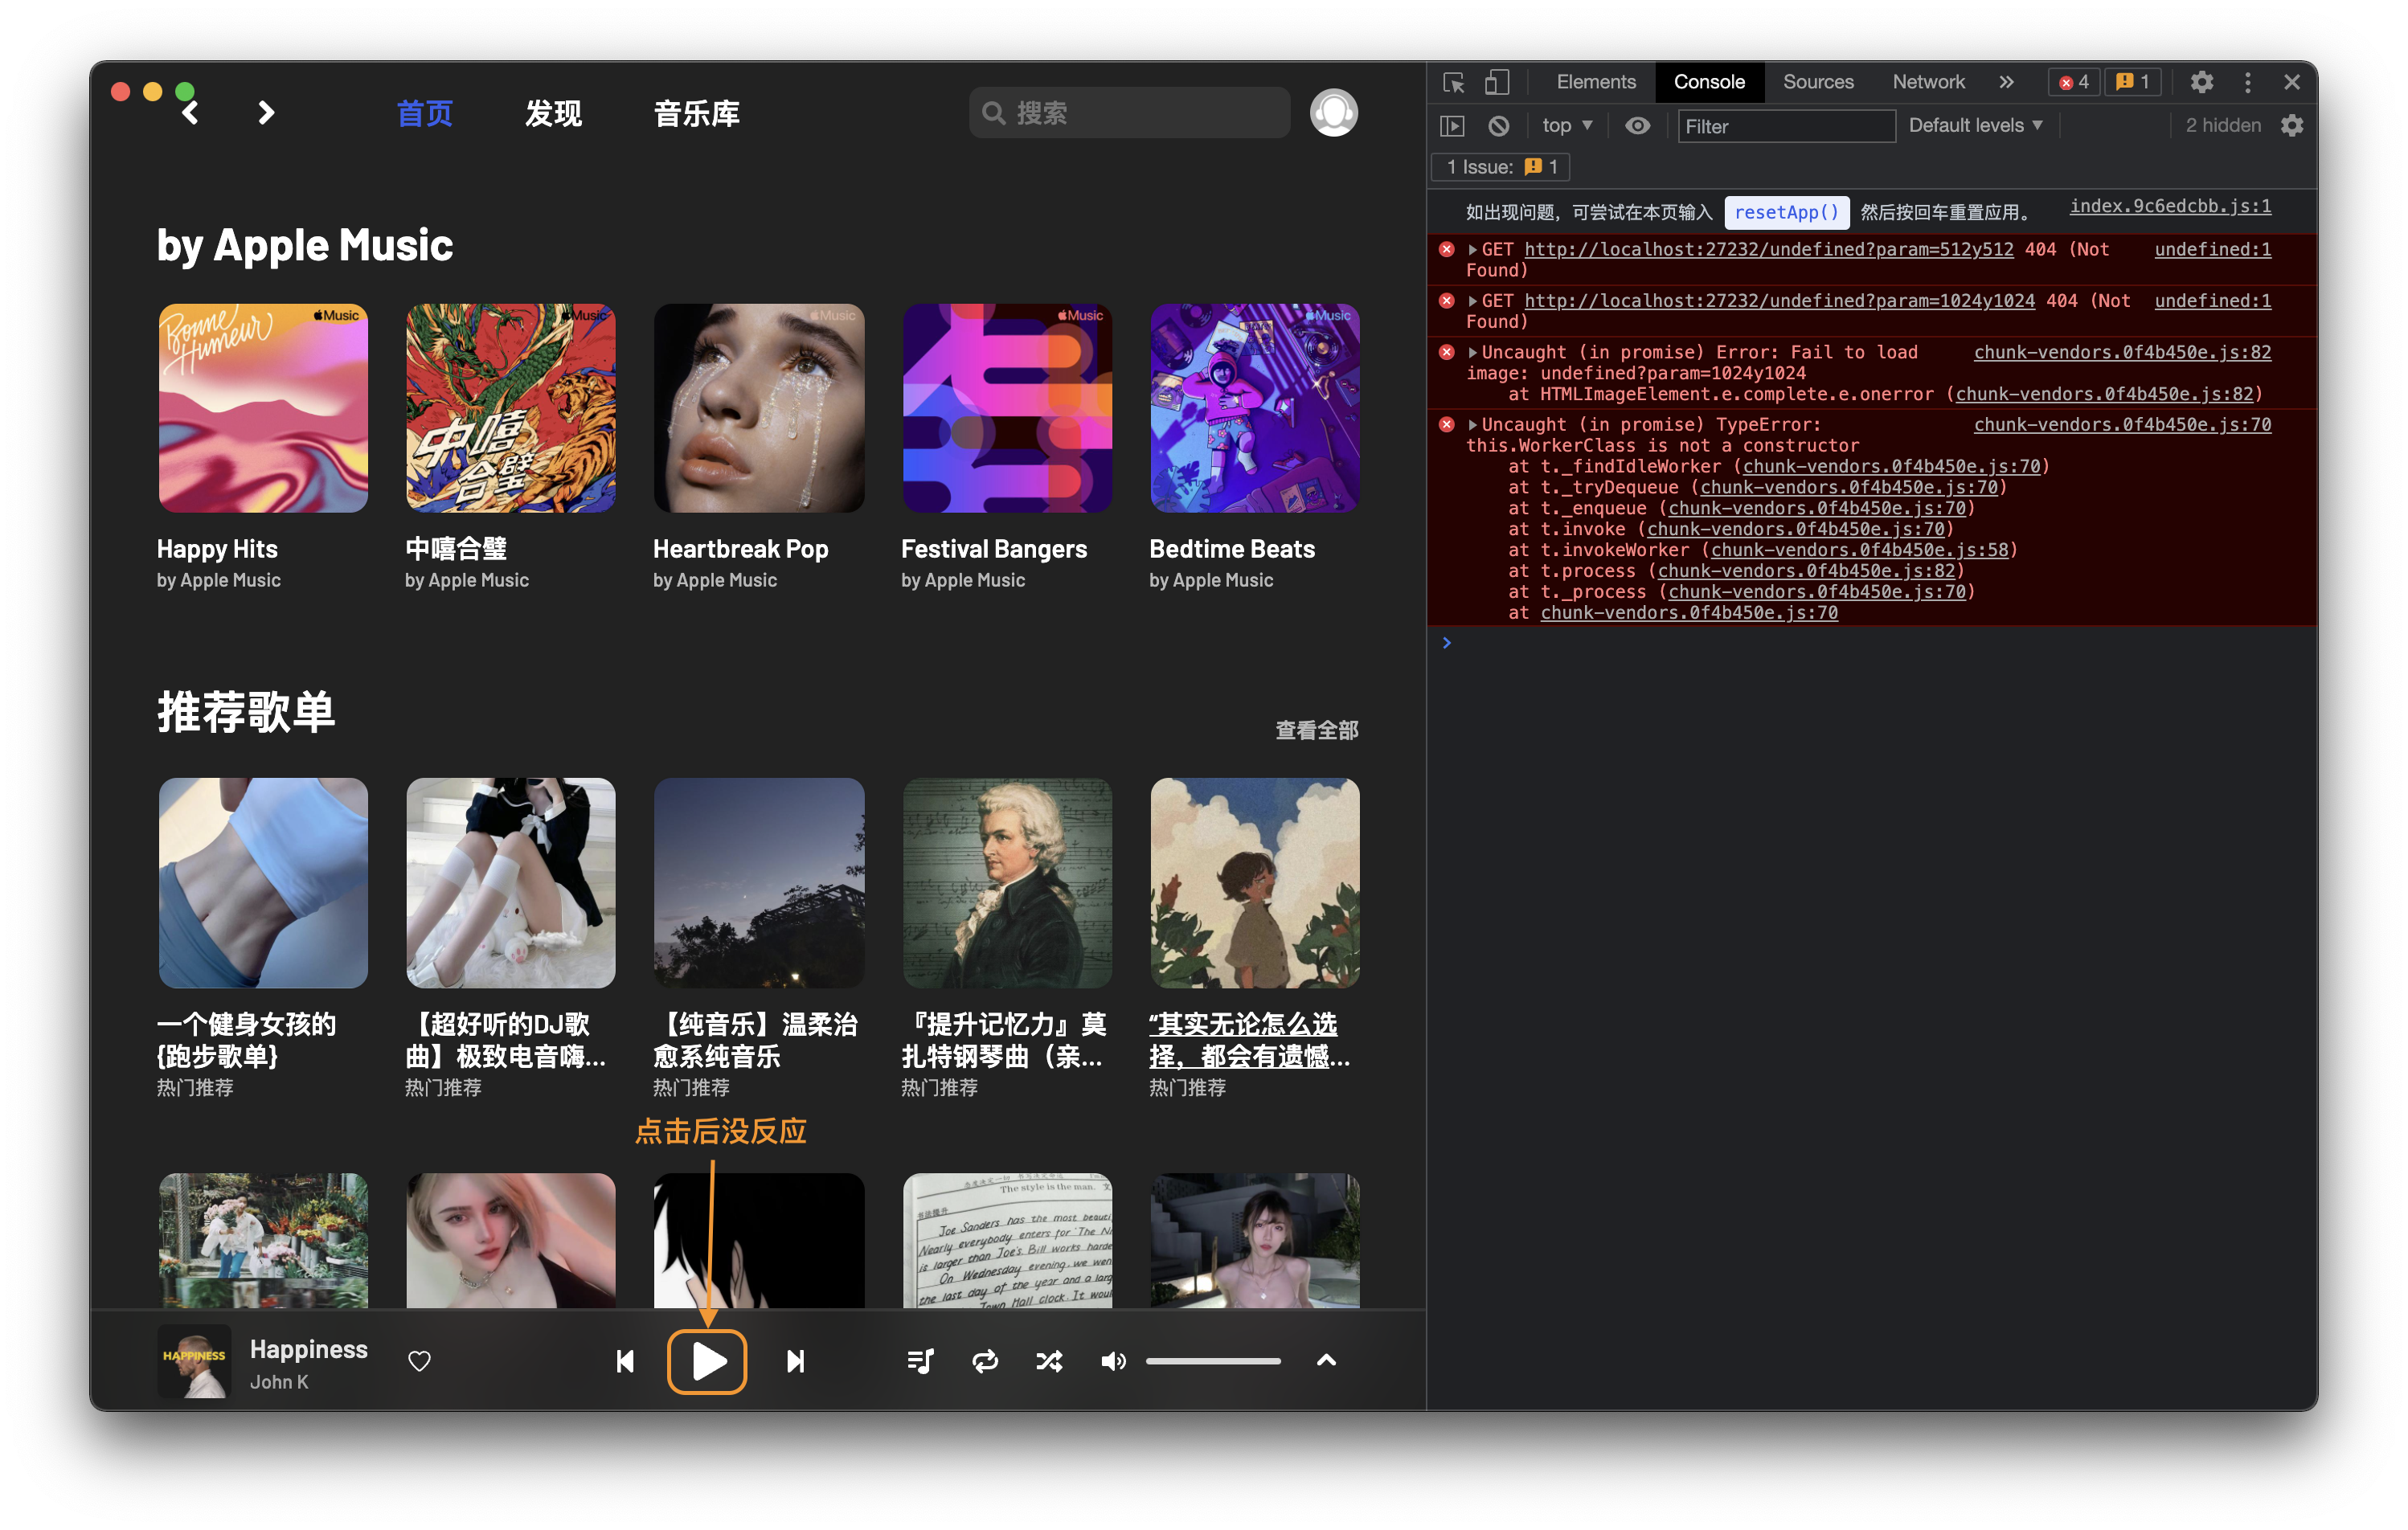 首页
发现
音乐库
搜索
by Apple Music
Bonne
Humeur
Music
Music
中嘻
合璧
Music
Music
Music
Happy Hits
by Apple Music
中嘻合璧
by Apple Music
Heartbreak Pop
by Apple Music
Festival Bangers
by Apple Music
Bedtime Beats
by Apple Music
推荐歌单
查看全部
一个健身女孩的
{跑步歌单}
热门推荐
【超好听的DJ歌
曲】极致电音嗨...
热门推荐
【纯音乐】温柔治
愈系纯音乐
热门推荐
『提升记忆力』莫
扎特钢琴曲（亲...
热门推荐
“其实无论怎么选
择，都会有遗憾...
热门推荐
点击后没反应
The style is the man.
Joe Sanders has the most beauti
Nearly everybody enters for 'The Ni
is larger than Joe's. Bill works harde
On Wednesday evening, we wen
the last day of the year and a larg
Town Hall clock. It woul
HAPPINESS
Happiness
John K
Elements
Console
Sources
Network
4
1
top
Filter
Default levels
2 hidden
1 Issue: 1
如出现问题，可尝试在本页输入 resetApp() 然后按回车重置应用。 index.9c6edcbb.js:1
GET http://localhost:27232/undefined?param=512y512 404 (Not undefined:1
Found)
GET http://localhost:27232/undefined?param=1024y1024 404 (Not undefined:1
Found)
Uncaught (in promise) Error: Fail to load chunk-vendors.0f4b450e.js:82
image: undefined?param=1024y1024
at HTMLImageElement.e.complete.e.onerror (chunk-vendors.0f4b450e.js:82)
Uncaught (in promise) TypeError: chunk-vendors.0f4b450e.js:70
this.WorkerClass is not a constructor
at t._findIdleWorker (chunk-vendors.0f4b450e.js:70)
at t._tryDequeue (chunk-vendors.0f4b450e.js:70)
at t._enqueue (chunk-vendors.0f4b450e.js:70)
at t.invoke (chunk-vendors.0f4b450e.js:70)
at t.invokeWorker (chunk-vendors.0f4b450e.js:58)
at t.process (chunk-vendors.0f4b450e.js:82)
at t._process (chunk-vendors.0f4b450e.js:70)
at chunk-vendors.0f4b450e.js:70